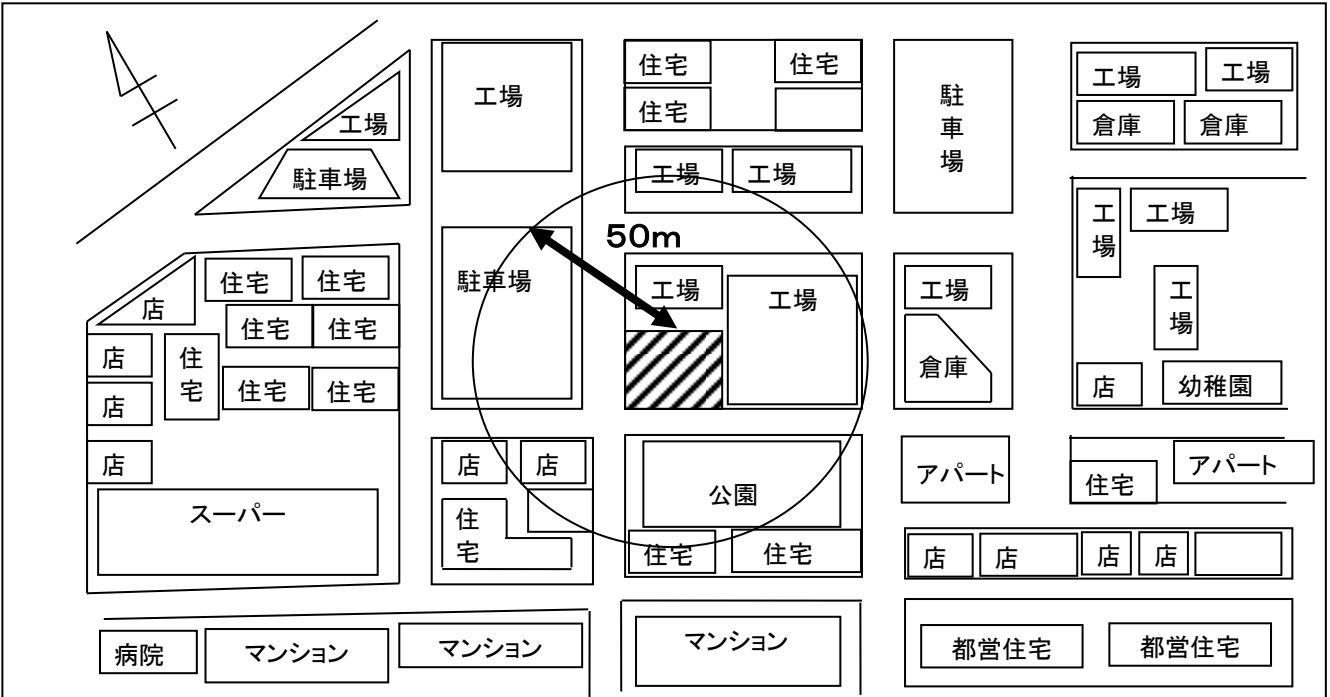 工場
住宅
住宅
駐車場
工場
工場
工場
住宅
倉庫
倉庫
駐車場
工場
工場
工場
工場
50m
住宅
住宅
駐車場
工場
工場
工場
工場
店
住宅
住宅
店
住宅
住宅
住宅
倉庫
店
幼稚園
店
店
店
店
公園
アパート
住宅
アパート
スーパー
住宅
住宅
住宅
店
店
店
店
病院
マンション
マンション
マンション
都営住宅
都営住宅